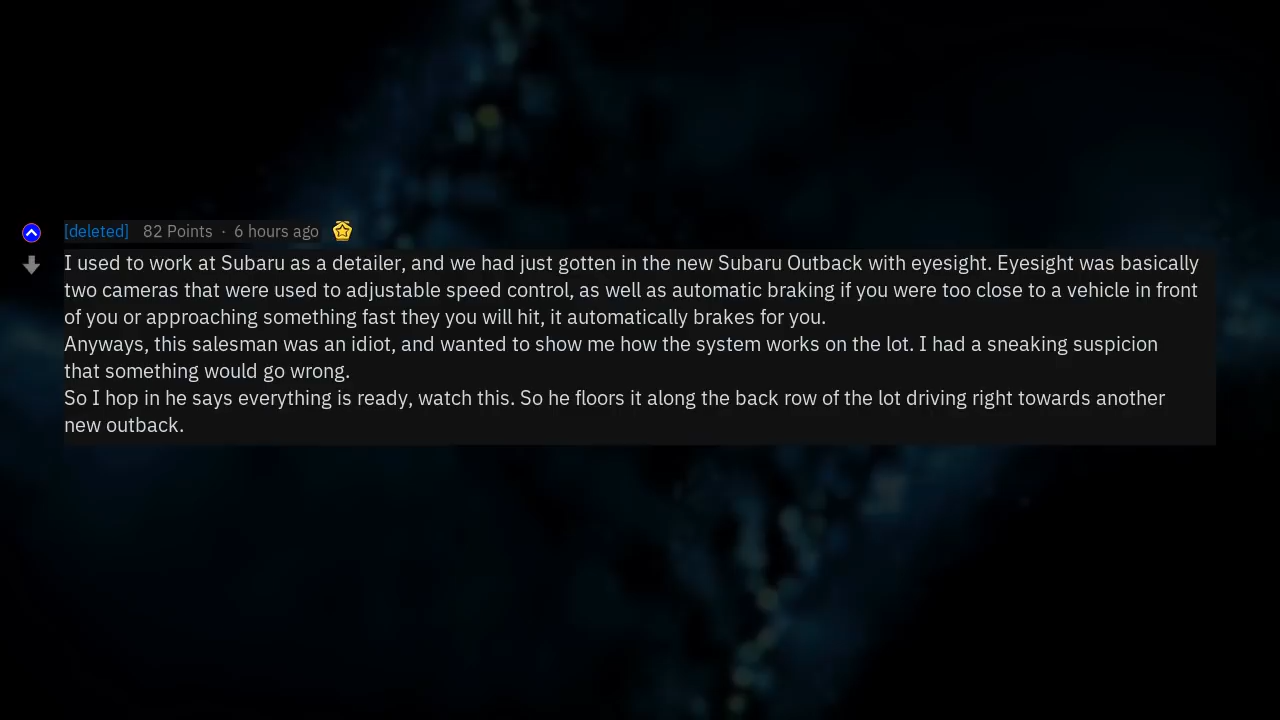 [deleted] 82 Points · 6 hours ago
I used to work at Subaru as a detailer, and we had just gotten in the new Subaru Outback with eyesight. Eyesight was basically
two cameras that were used to adjustable speed control, as well as automatic braking if you were too close to a vehicle in front
of you or approaching something fast they you will hit, it automatically brakes for you.
Anyways, this salesman was an idiot, and wanted to show me how the system works on the lot. I had a sneaking suspicion
that something would go wrong.
So I hop in he says everything is ready, watch this. So he floors it along the back row of the lot driving right towards another
new outback.